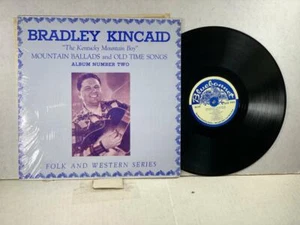 BRADLEY KINCAID
"The Kentucky Mountain Boy"
MOUNTAIN BALLADS and OLD TIME SONGS
ALBUM NUMBER TWO
FOLK AND WESTERN SERIES
Bluebonnet